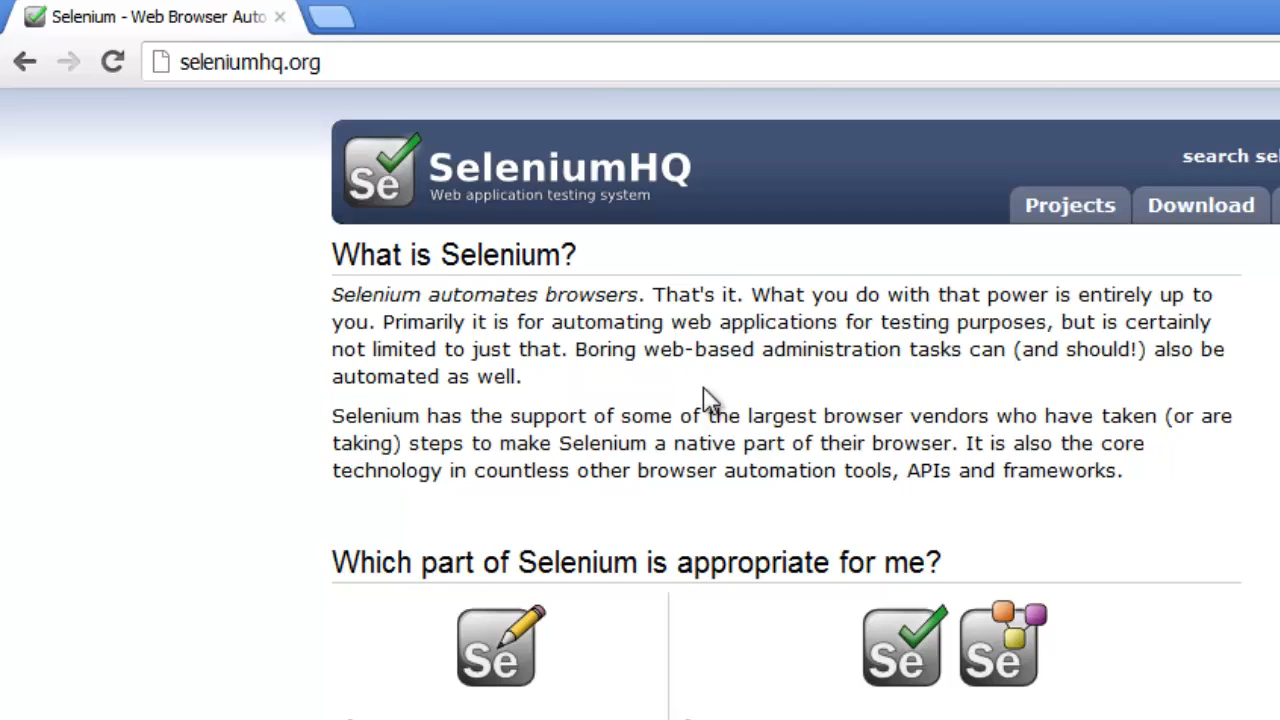 Selenium - Web Browser Auto
seleniumhq.org
Se
SeleniumHQ
Web application testing system
search sel
Projects
Download
What is Selenium?
Selenium automates browsers. That's it. What you do with that power is entirely up to
you. Primarily it is for automating web applications for testing purposes, but is certainly
not limited to just that. Boring web-based administration tasks can (and should!) also be
automated as well.
Selenium has the support of some of the largest browser vendors who have taken (or are
taking) steps to make Selenium a native part of their browser. It is also the core
technology in countless other browser automation tools, APIs and frameworks.
Which part of Selenium is appropriate for me?
Se
Se
Se